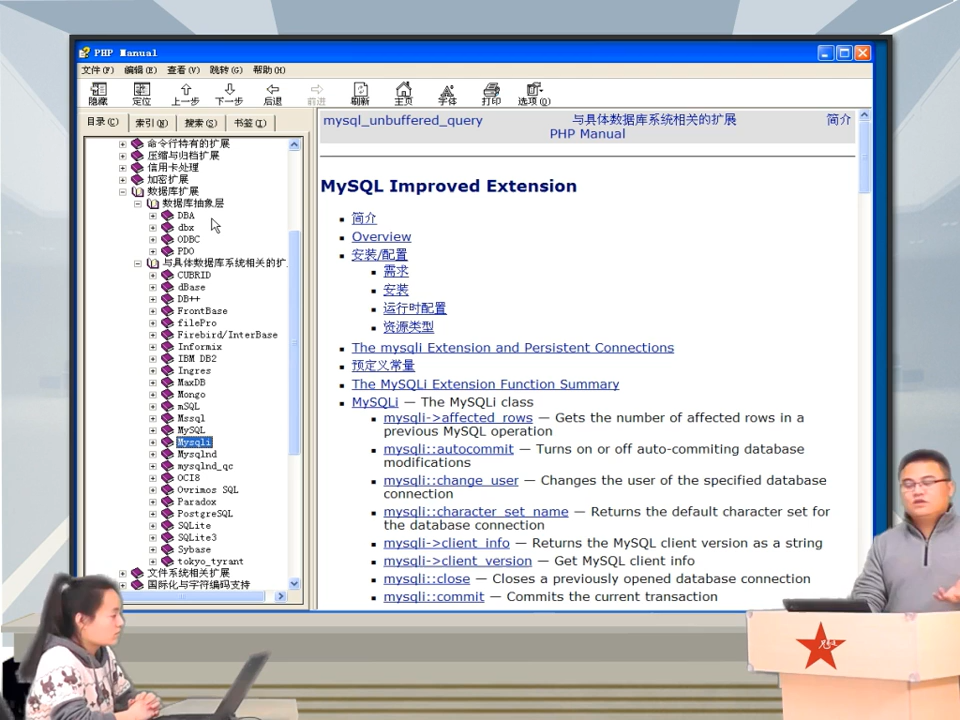 PHP Manual
文件(F) 编辑(E) 查看(V) 跳转(G) 帮助(H)
隐藏 定位 上一步 下一步 后退 前进 刷新 主页 字体 打印 选项(O)
目录(C) 索引(N) 搜索(S) 书签(I)
命令行特有的扩展
压缩与归档扩展
信用卡处理
加密扩展
数据库扩展
数据库抽象层
DBA
dbx
ODBC
PDO
与具体数据库系统相关的扩
CUBRID
dBase
DB++
FrontBase
filePro
Firebird/InterBase
Informix
IBM DB2
Ingres
MaxDB
Mongo
mSQL
Mssql
MySQL
Mysqli
Mysqlnd
mysqlnd_qc
OCI8
Ovrimos SQL
Paradox
PostgreSQL
SQLite
SQLite3
Sybase
tokyo_tyrant
文件系统相关扩展
国际化与字符编码支持
mysql_unbuffered_query 与具体数据库系统相关的扩展 简介
PHP Manual
MySQL Improved Extension
简介
Overview
安装/配置
需求
安装
运行时配置
资源类型
The mysqli Extension and Persistent Connections
预定义常量
The MySQLi Extension Function Summary
MySQLi — The MySQLi class
mysqli->affected_rows — Gets the number of affected rows in a
previous MySQL operation
mysqli::autocommit — Turns on or off auto-commiting database
modifications
mysqli::change_user — Changes the user of the specified database
connection
mysqli::character_set_name — Returns the default character set for
the database connection
mysqli->client_info — Returns the MySQL client version as a string
mysqli->client_version — Get MySQL client info
mysqli::close — Closes a previously opened database connection
mysqli::commit — Commits the current transaction